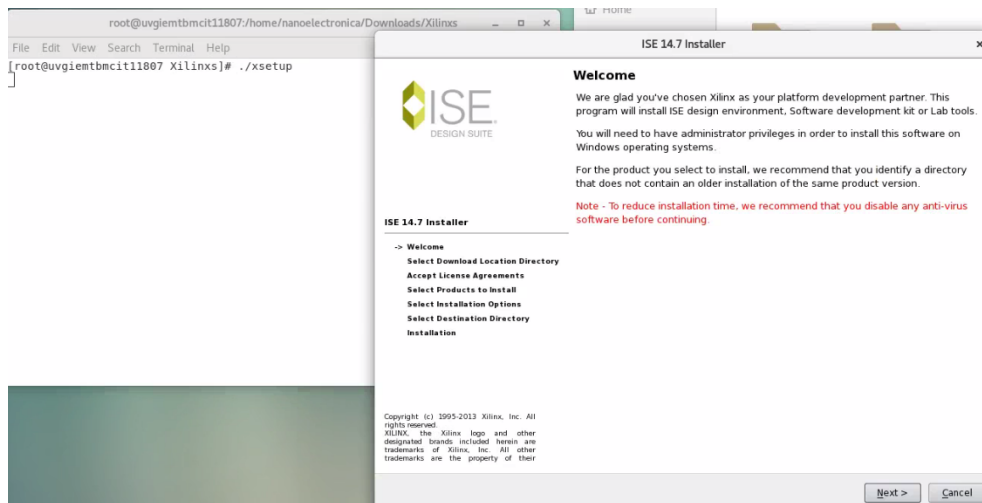 root@uvgiemtbmcit11807:/home/nanoelectronica/Downloads/Xilinxs
File Edit View Search Terminal Help
[root@uvgiemtbmcit11807 Xilinxs]# ./xsetup
Home
ISE 14.7 Installer
ISE
DESIGN SUITE
ISE 14.7 Installer
-> Welcome
Select Download Location Directory
Accept License Agreements
Select Products to Install
Select Installation Options
Select Destination Directory
Installation
Copyright (c) 1995-2013 Xilinx, Inc. All
rights reserved.
XILINX, the Xilinx logo and other
designated brands included herein are
trademarks of Xilinx, Inc. All other
trademarks are the property of their
Welcome
We are glad you've chosen Xilinx as your platform development partner. This
program will install ISE design environment, Software development kit or Lab tools.
You will need to have administrator privileges in order to install this software on
Windows operating systems.
For the product you select to install, we recommend that you identify a directory
that does not contain an older installation of the same product version.
Note - To reduce installation time, we recommend that you disable any anti-virus
software before continuing.
Next >
Cancel